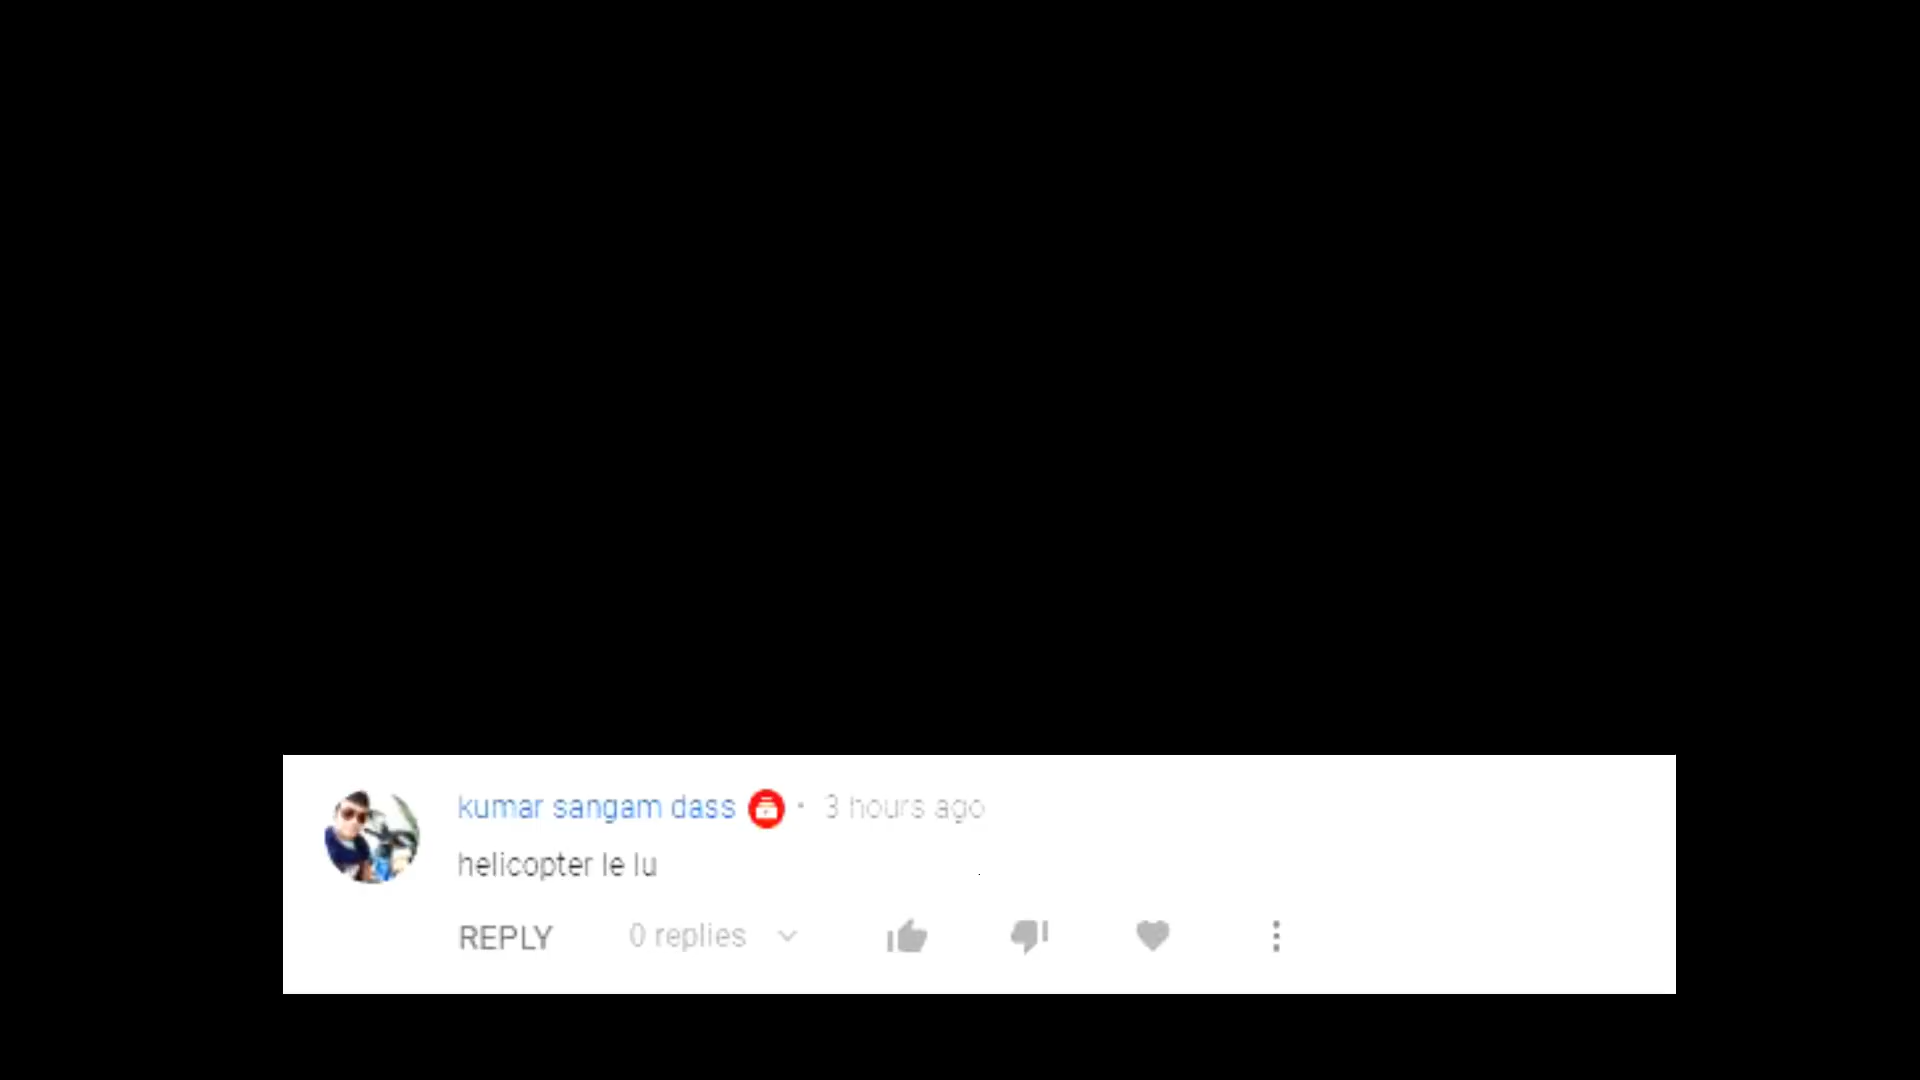 kumar sangam dass • 3 hours ago
helicopter le lu
REPLY 0 replies